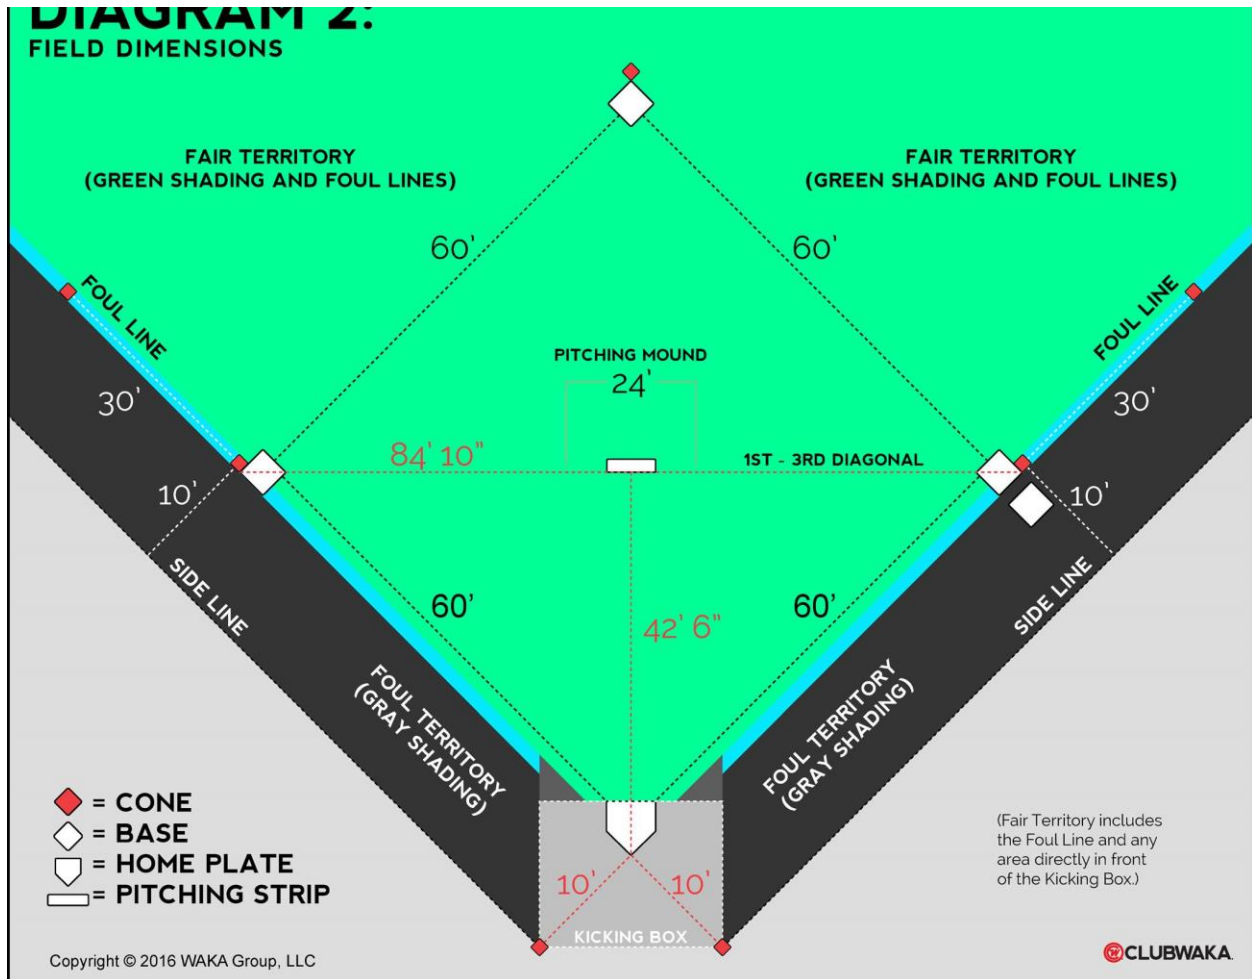 DIAGRAM 2:
FIELD DIMENSIONS
FAIR TERRITORY
(GREEN SHADING AND FOUL LINES)
FAIR TERRITORY
(GREEN SHADING AND FOUL LINES)
60'
60'
FOUL LINE
FOUL LINE
PITCHING MOUND
24'
30'
30'
84' 10"
1ST - 3RD DIAGONAL
10'
10'
SIDE LINE
SIDE LINE
60'
60'
42' 6"
FOUL TERRITORY
(GRAY SHADING)
FOUL TERRITORY
(GRAY SHADING)
= CONE
= BASE
= HOME PLATE
= PITCHING STRIP
(Fair Territory includes
the Foul Line and any
area directly in front
of the Kicking Box.)
10'
10'
KICKING BOX
Copyright © 2016 WAKA Group, LLC
CLUBWAKA.